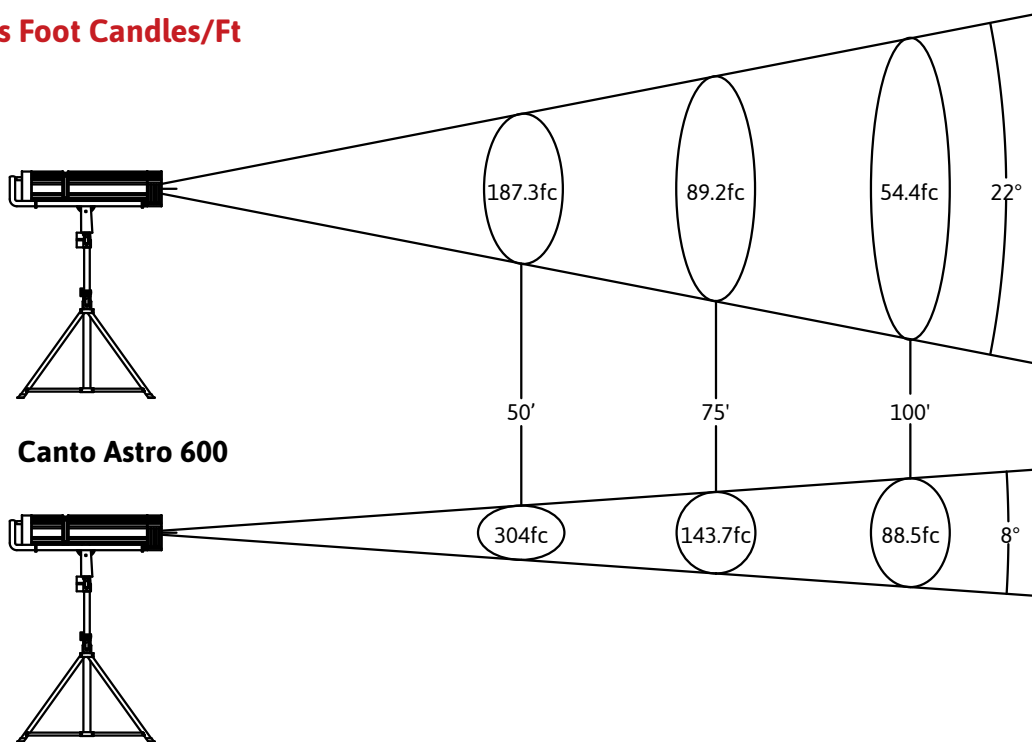 s Foot Candles/Ft
187.3fc 89.2fc 54.4fc 22°
50’ 75' 100'
Canto Astro 600
304fc 143.7fc 88.5fc 8°